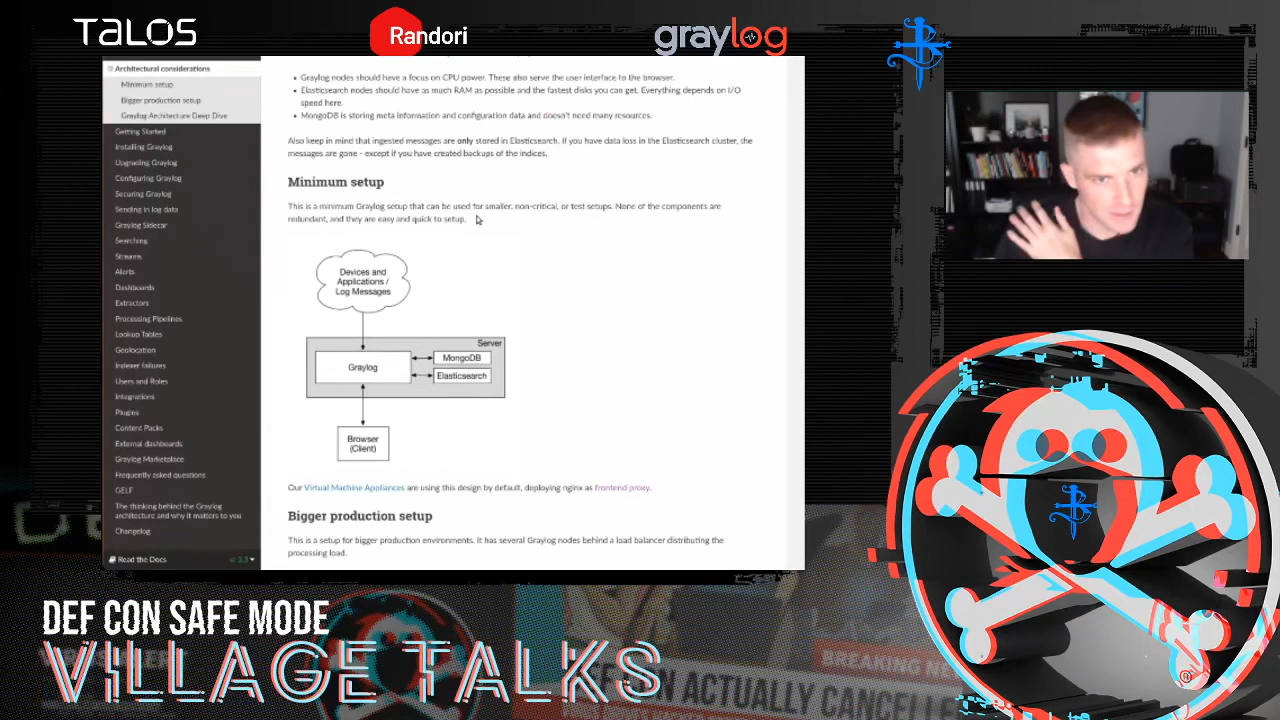 TALOS
Randori
graylog
Architectural considerations
Minimum setup
Bigger production setup
Graylog Architecture Deep Dive
Getting Started
Installing Graylog
Upgrading Graylog
Configuring Graylog
Securing Graylog
Sending in log data
Graylog Sidecar
Searching
Streams
Alerts
Dashboards
Extractors
Processing Pipelines
Lookup Tables
Geolocation
Indexer failures
Users and Roles
Integrations
Plugins
Content Packs
External dashboards
Graylog Marketplace
Frequently asked questions
GELF
The thinking behind the Graylog
architecture and why it matters to you
Changelog
Read the Docs
v: 3.3
• Graylog nodes should have a focus on CPU power. These also serve the user interface to the browser.
• Elasticsearch nodes should have as much RAM as possible and the fastest disks you can get. Everything depends on I/O
speed here.
• MongoDB is storing meta information and configuration data and doesn't need many resources.
Also keep in mind that ingested messages are only stored in Elasticsearch. If you have data loss in the Elasticsearch cluster, the
messages are gone - except if you have created backups of the indices.
Minimum setup
This is a minimum Graylog setup that can be used for smaller, non-critical, or test setups. None of the components are
redundant, and they are easy and quick to setup.
Devices and
Applications /
Log Messages
Server
Graylog
MongoDB
Elasticsearch
Browser
(Client)
Our Virtual Machine Appliances are using this design by default, deploying nginx as frontend proxy.
Bigger production setup
This is a setup for bigger production environments. It has several Graylog nodes behind a load balancer distributing the
processing load.
DEF CON SAFE MODE
VILLAGE TALKS
BREAKING
ACTUALLY